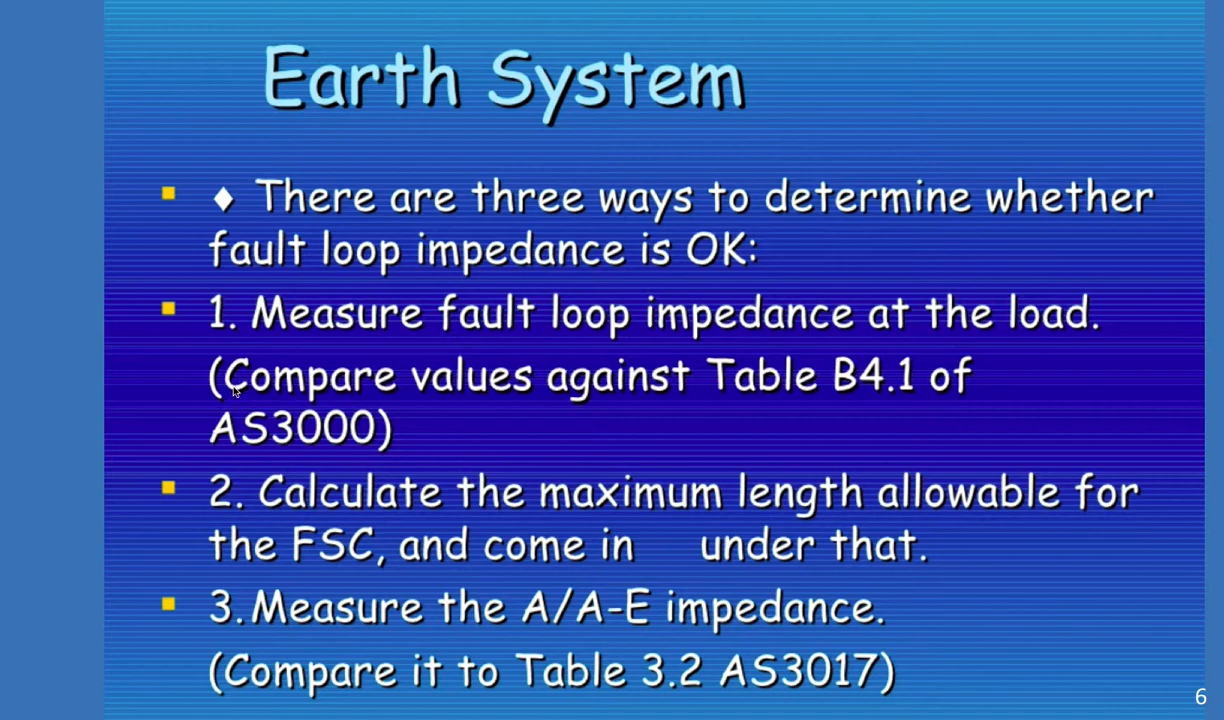 Earth System
♦ There are three ways to determine whether
fault loop impedance is OK:
1. Measure fault loop impedance at the load.
(Compare values against Table B4.1 of
AS3000)
2. Calculate the maximum length allowable for
the FSC, and come in under that.
3. Measure the A/A-E impedance.
(Compare it to Table 3.2 AS3017)
6